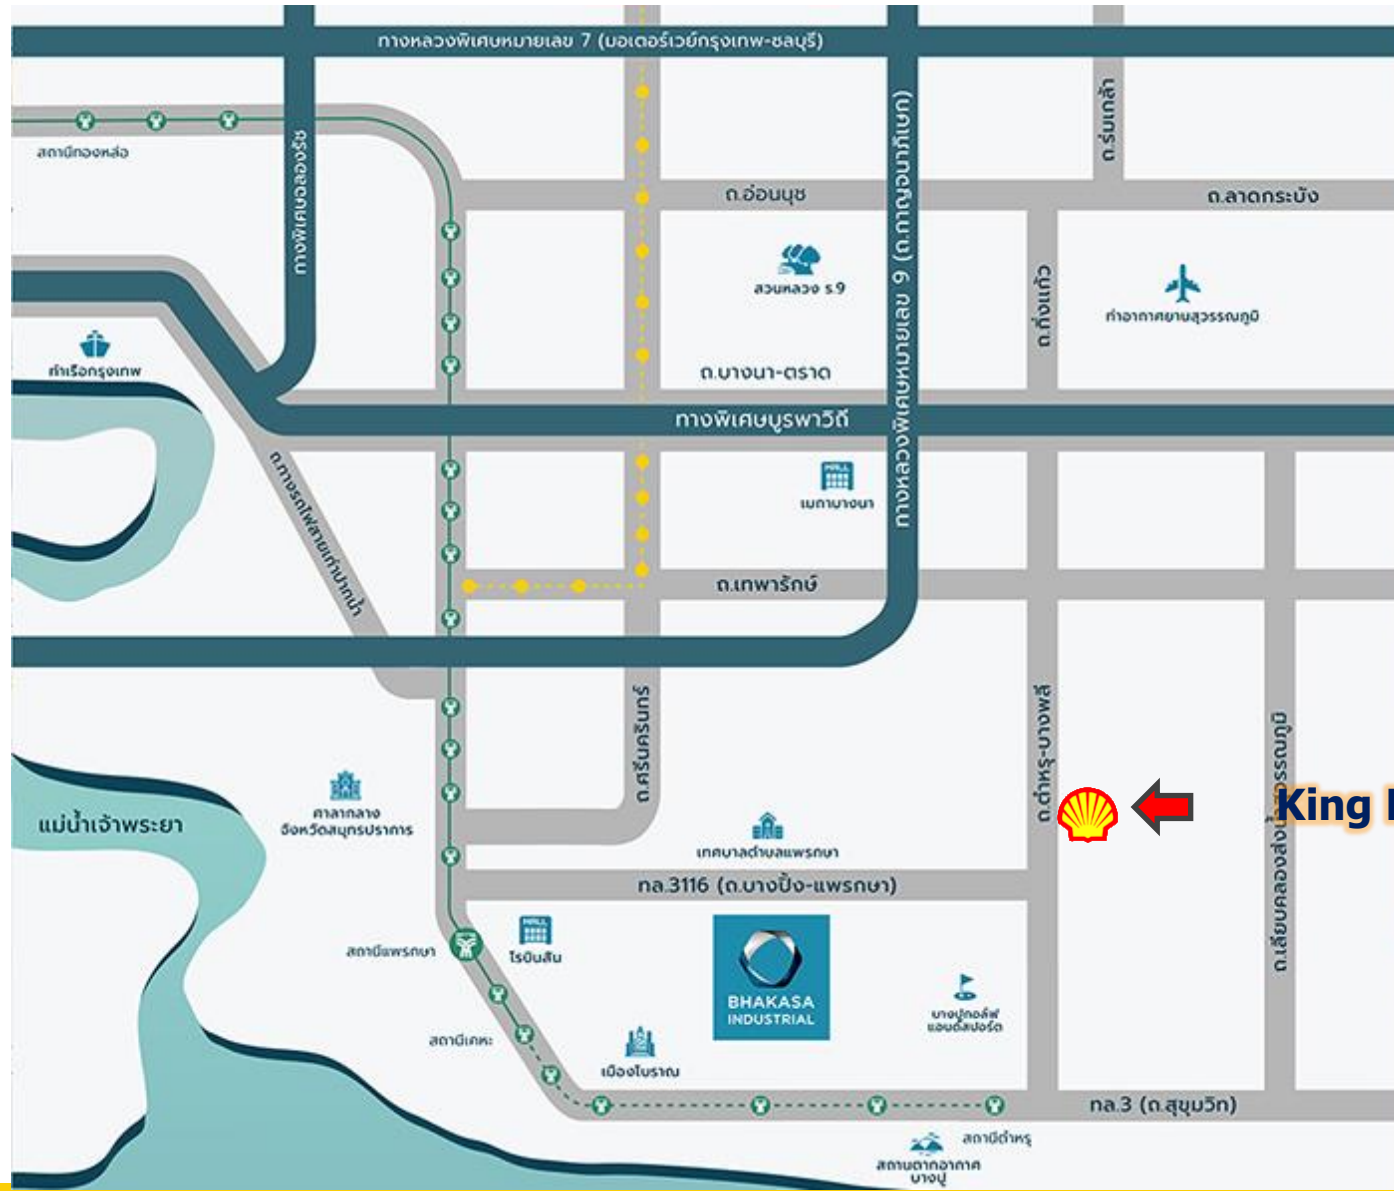 ทางหลวงพิเศษหมายเลข 7 (มอเตอร์เวย์กรุงเทพ-ชลบุรี)
สถานีทองหล่อ
ทางพิเศษฉลองรัช
ถ.ร่มเกล้า
ถ.อ่อนนุช
ถ.ลาดกระบัง
ทางหลวงพิเศษหมายเลข 9 (ถ.กาญจนาภิเษก)
สวนหลวง ร.9
ถ.กิ่งแก้ว
ท่าอากาศยานสุวรรณภูมิ
ท่าเรือกรุงเทพ
ถ.บางนา-ตราด
ทางพิเศษบูรพาวิถี
ถ.ทางรถไฟสายเก่าปากน้ำ
MALL
เมกาบางนา
ถ.เทพารักษ์
ถ.ศรีนครินทร์
ถ.ตำหรุ-บางพลี
ถ.เลียบคลองส่งน้ำสุวรรณภูมิ
King
แม่น้ำเจ้าพระยา
ศาลากลาง
จังหวัดสมุทรปราการ
เทศบาลตำบลแพรกษา
ทล.3116 (ถ.บางปิ้ง-แพรกษา)
สถานีแพรกษา
MALL
โรบินสัน
BHAKASA
INDUSTRIAL
บางปูกอล์ฟ
แอนด์สปอร์ต
สถานีเคหะ
เมืองโบราณ
ทล.3 (ถ.สุขุมวิท)
สถานีตำหรุ
สถานตากอากาศ
บางปู